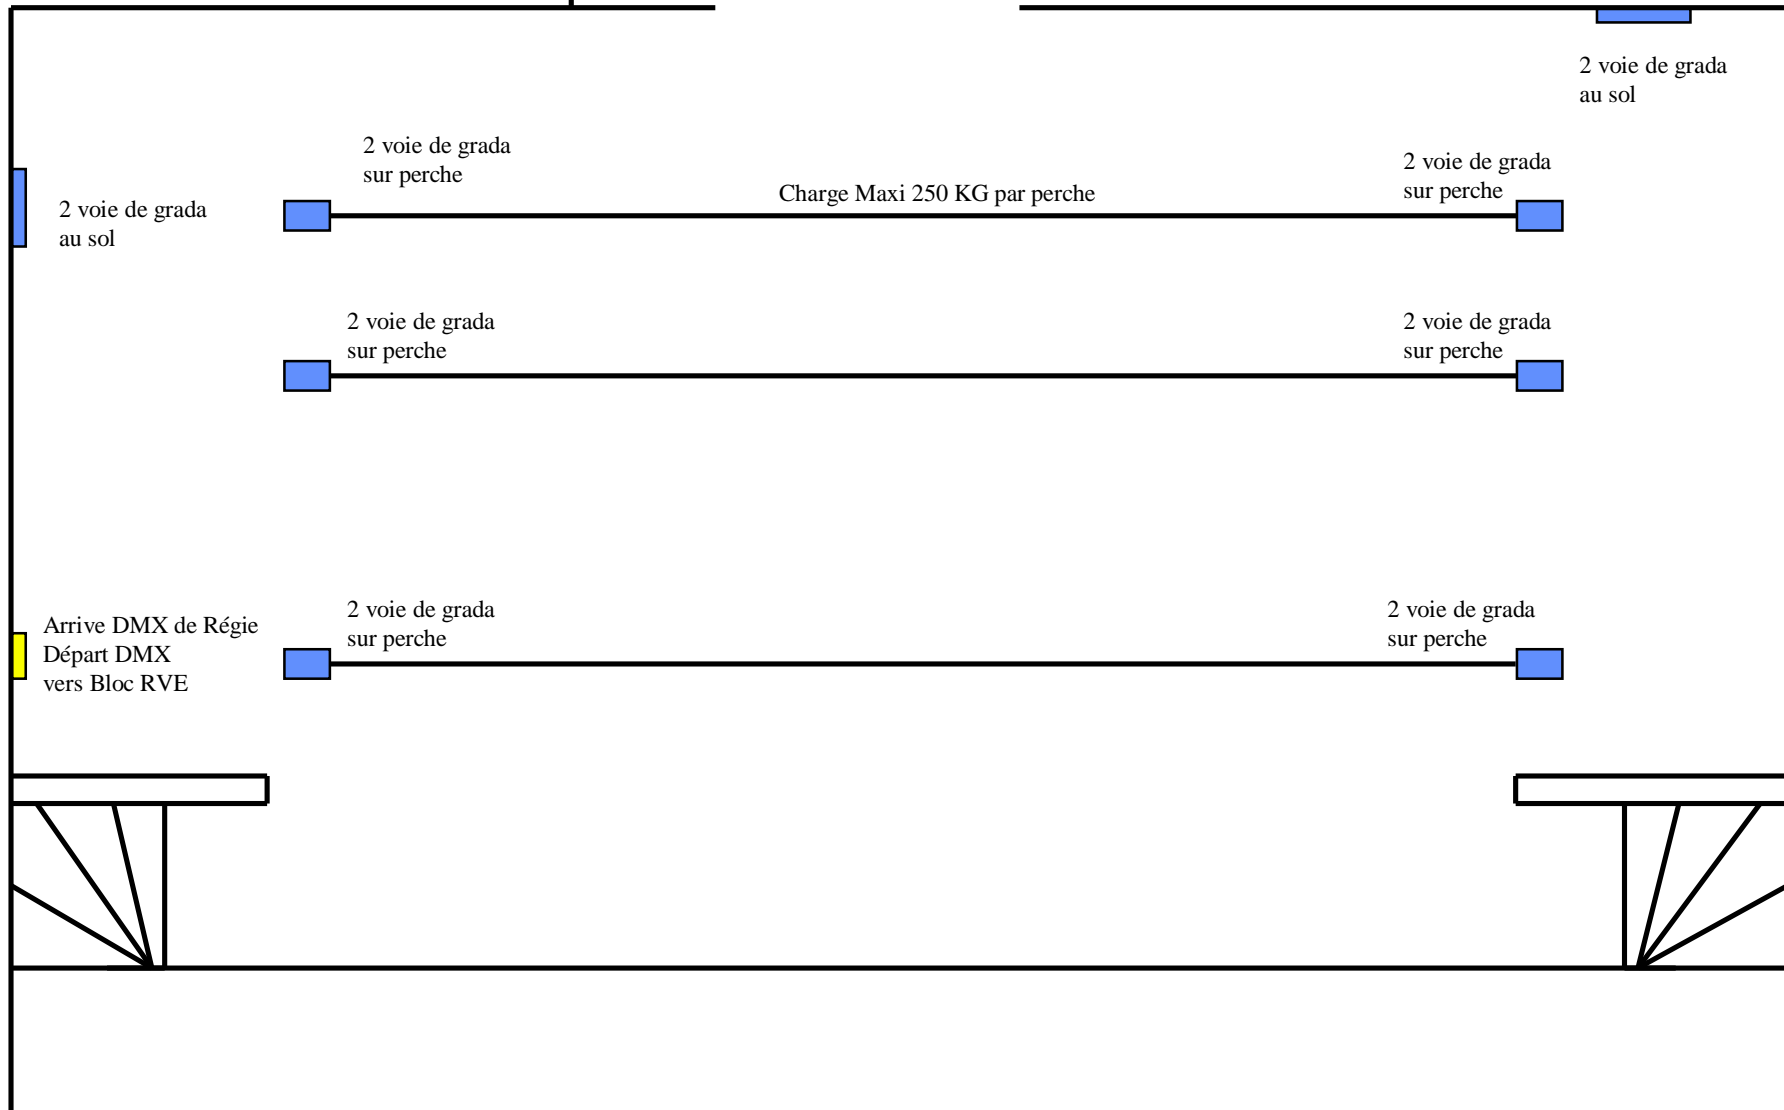 2 voie de grada
au sol
2 voie de grada
sur perche
2 voie de grada
sur perche
Charge Maxi 250 KG par perche
2 voie de grada
au sol
2 voie de grada
sur perche
2 voie de grada
sur perche
2 voie de grada
sur perche
2 voie de grada
sur perche
Arrive DMX de Régie
Départ DMX
vers Bloc RVE